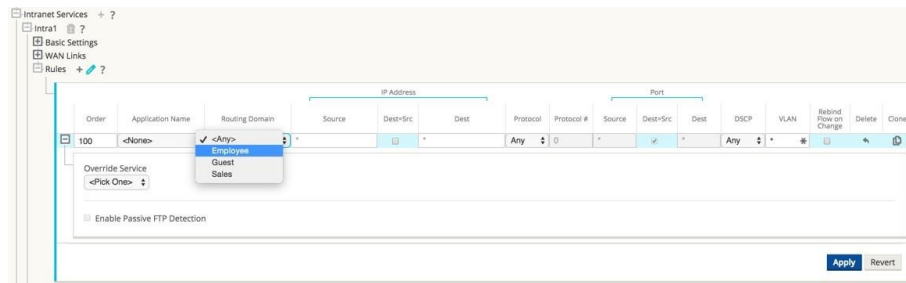 Intranet Services + ?
Intra1 ?
Basic Settings
WAN Links
Rules + ?
IP Address Port
Order Application Name Routing Domain Source Dest=Src Dest Protocol Protocol # Source Dest=Src Dest DSCP VLAN Rebind Flow on Change Delete Clone
100 <None> ✓ <Any> * * Any 0 * * Any * *
Employee
Guest
Sales
Override Service
<Pick One>
Enable Passive FTP Detection
Apply Revert